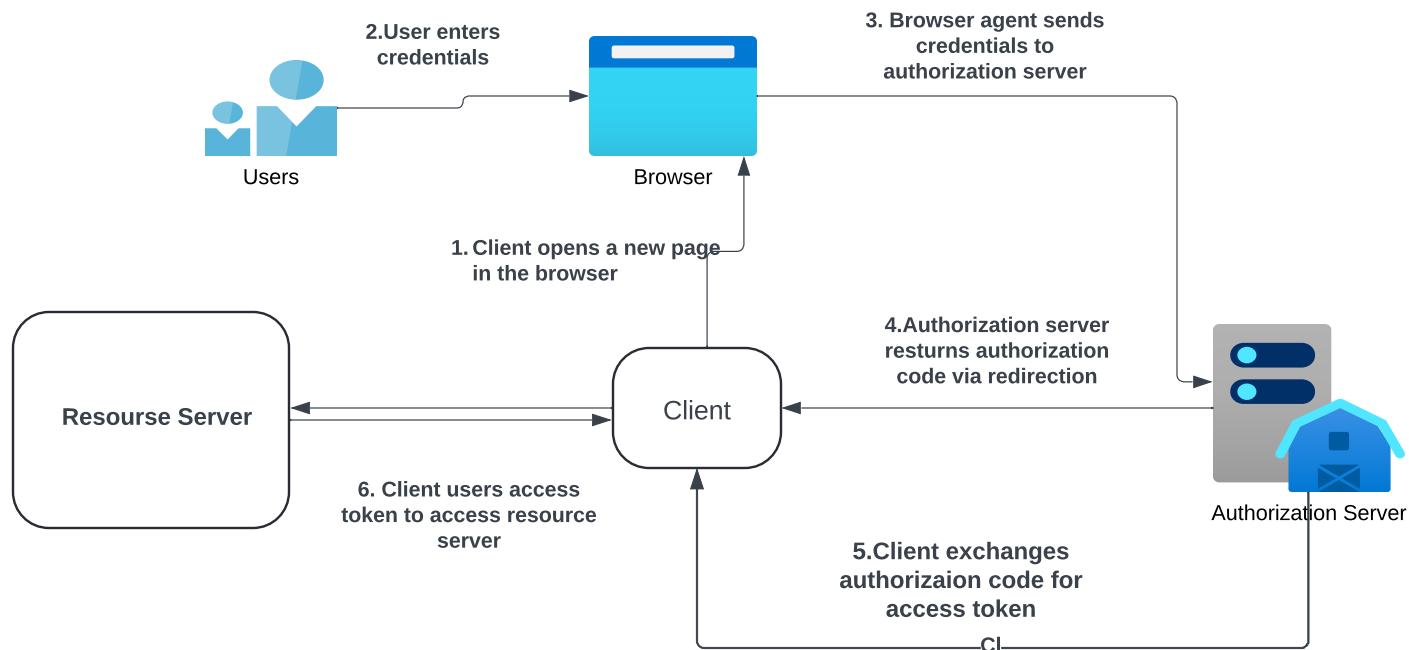 2.User enters
credentials
3. Browser agent sends
credentials to
authorization server
Users
Browser
1. Client opens a new page
in the browser
4.Authorization server
resturns authorization
code via redirection
Resourse Server
Client
6. Client users access
token to access resource
server
Authorization Server
5.Client exchanges
authorizaion code for
access token
Cl